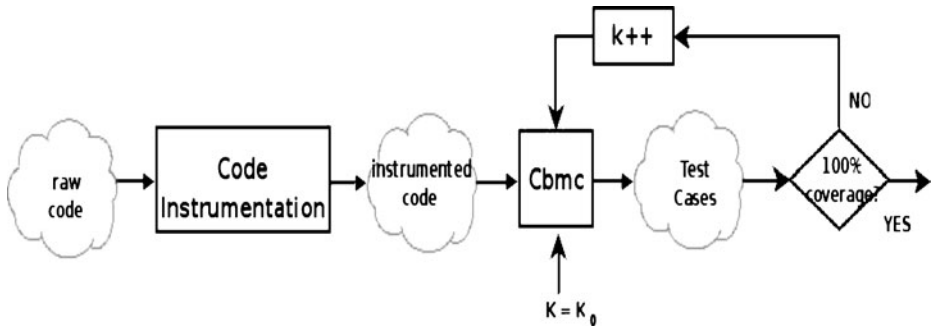 k++
NO
raw
code
Code
Instrumentation
instrumented
code
Cbmc
Test
Cases
100%
coverage?
YES
K = K0